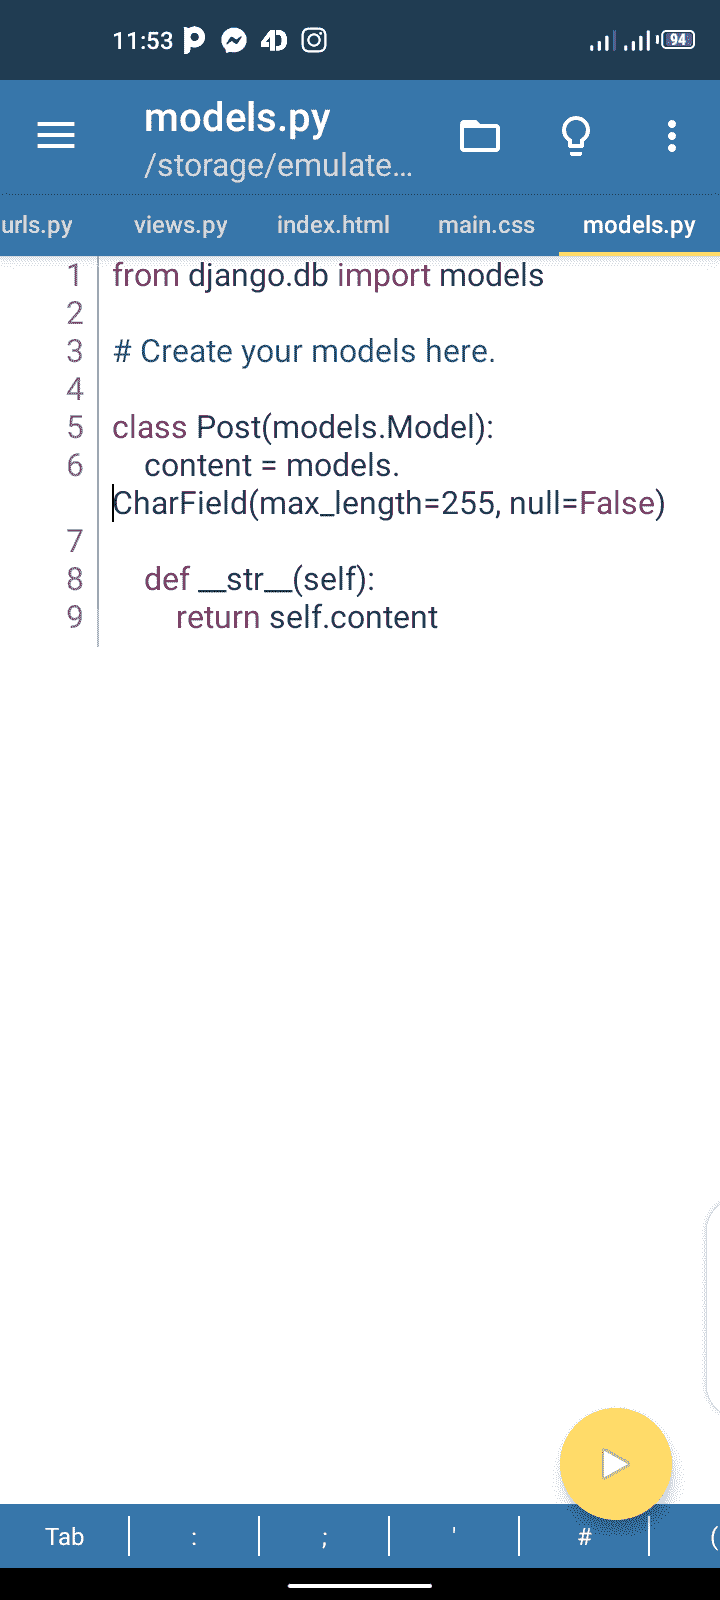 11:53
94
models.py
/storage/emulate...
urls.py views.py index.html main.css models.py
1 from django.db import models
2
3 # Create your models here.
4
5 class Post(models.Model):
6 content = models.
CharField(max_length=255, null=False)
7
8 def __str__(self):
9 return self.content
Tab : ; ' # (